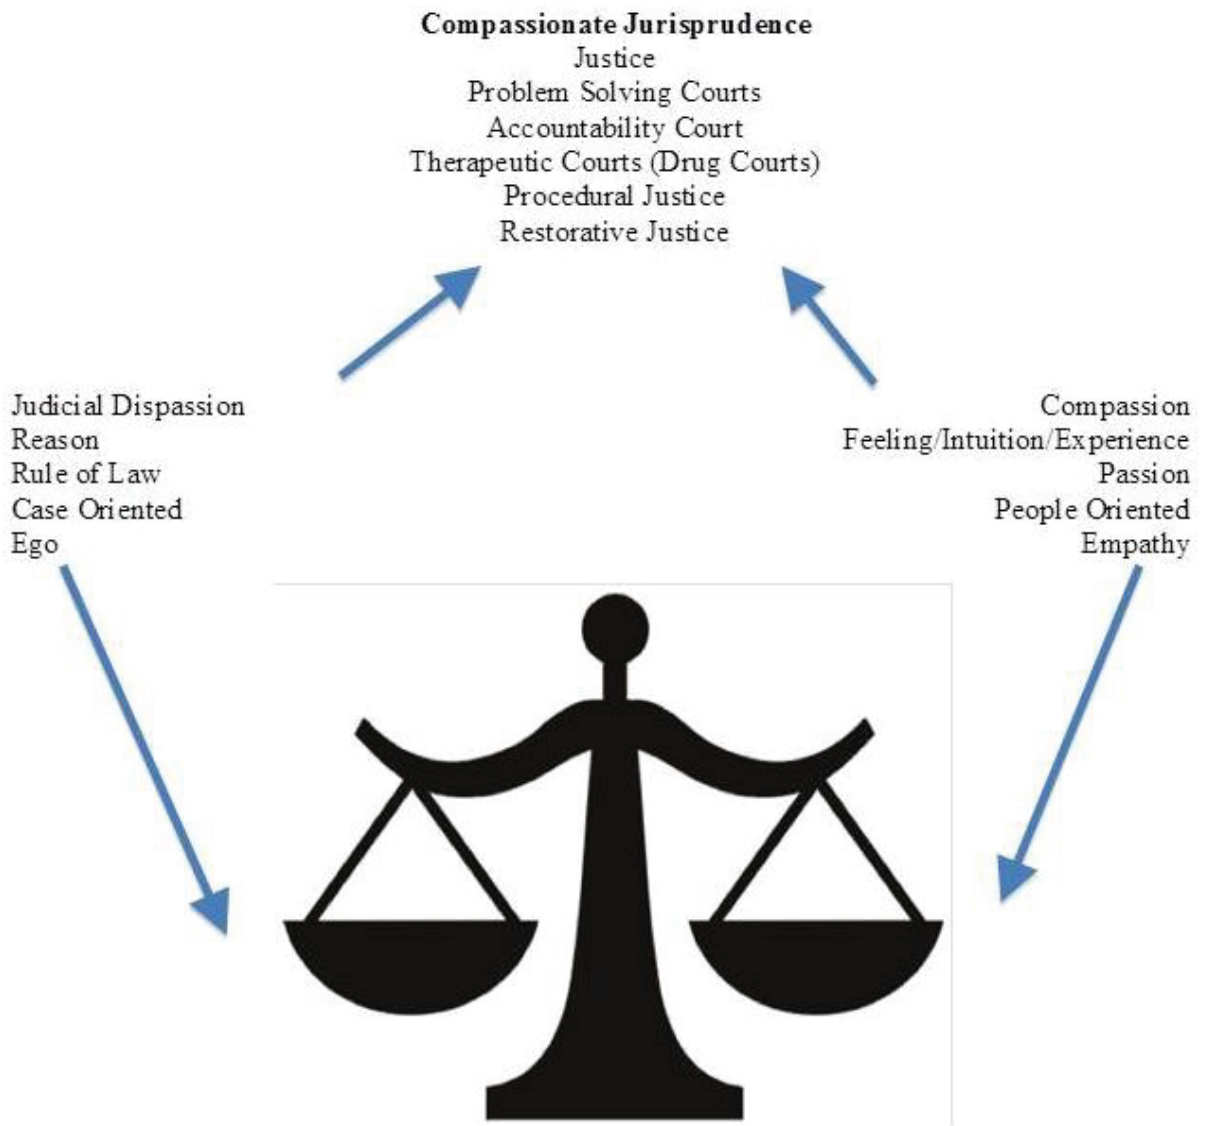 Compassionate Jurisprudence
Justice
Problem Solving Courts
Accountability Court
Therapeutic Courts (Drug Courts)
Procedural Justice
Restorative Justice
Judicial Dispassion
Reason
Rule of Law
Case Oriented
Ego
Compassion
Feeling/Intuition/Experience
Passion
People Oriented
Empathy